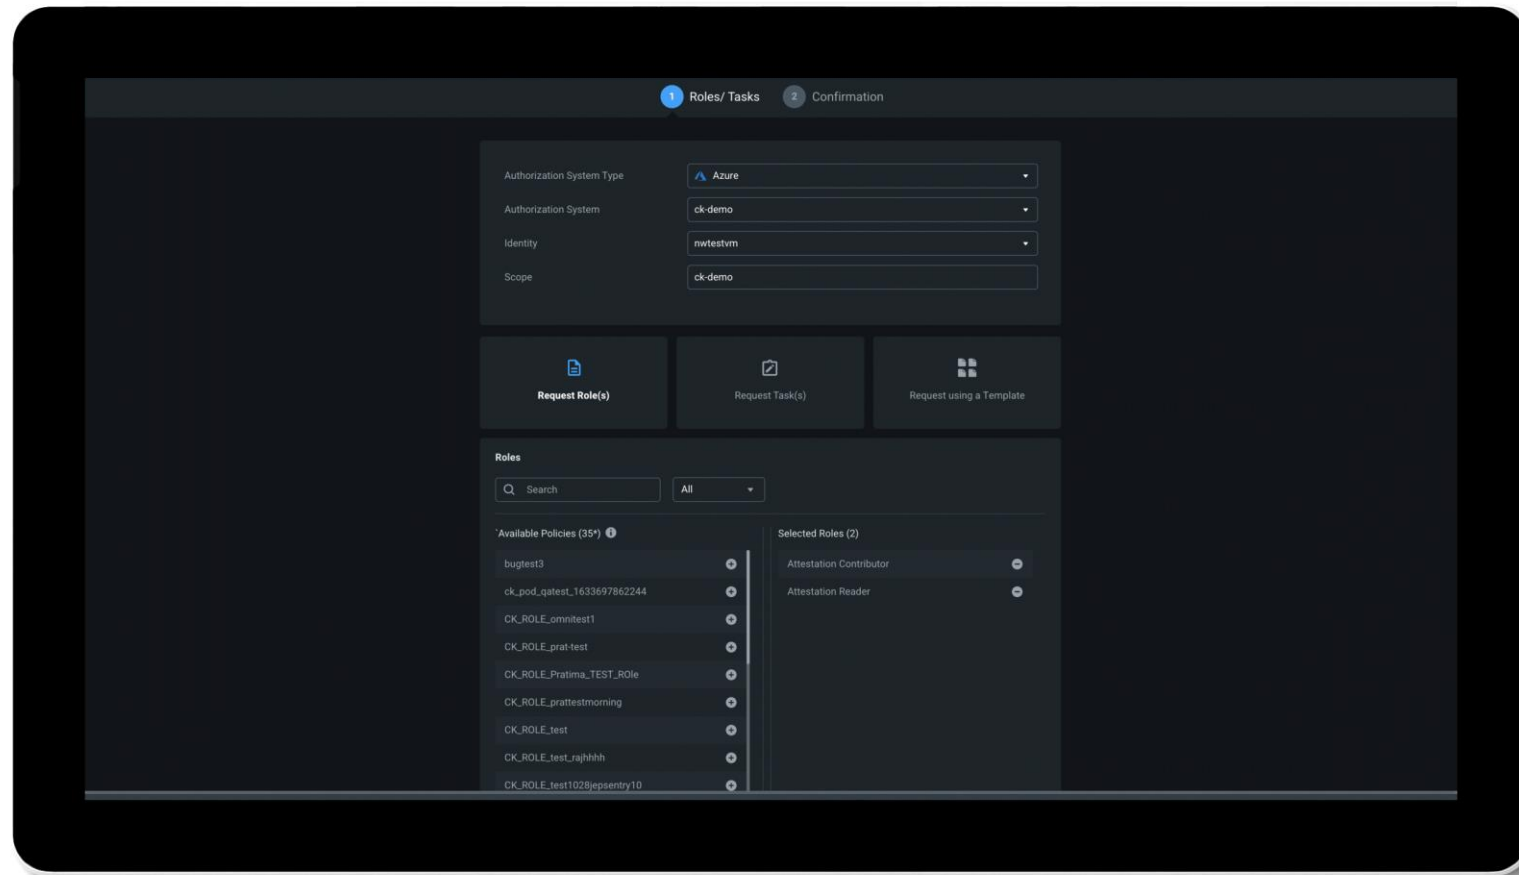 1 Roles/ Tasks 2 Confirmation
Authorization System Type Azure
Authorization System ck-demo
Identity nwtestvm
Scope ck-demo
Request Role(s) Request Task(s) Request using a Template
Roles
Search All
*Available Policies (35*) Selected Roles (2)
bugtest3 Attestation Contributor
ck_pod_qatest_1633697862244 Attestation Reader
CK_ROLE_omnitest1
CK_ROLE_prat-test
CK_ROLE_Pratima_TEST_ROle
CK_ROLE_prattestmorning
CK_ROLE_test
CK_ROLE_test_rajhhhh
CK_ROLE_test1028jepsentry10